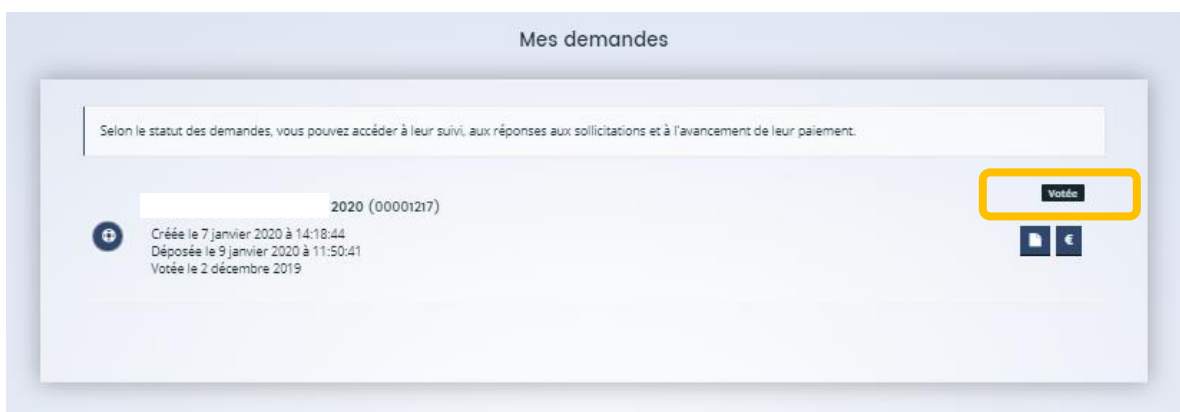 Mes demandes
Selon le statut des demandes, vous pouvez accéder à leur suivi, aux réponses aux sollicitations et à l'avancement de leur paiement.
Votée
2020 (00001217)
Créée le 7 janvier 2020 à 14:18:44
Déposée le 9 janvier 2020 à 11:50:41
Votée le 2 décembre 2019
€